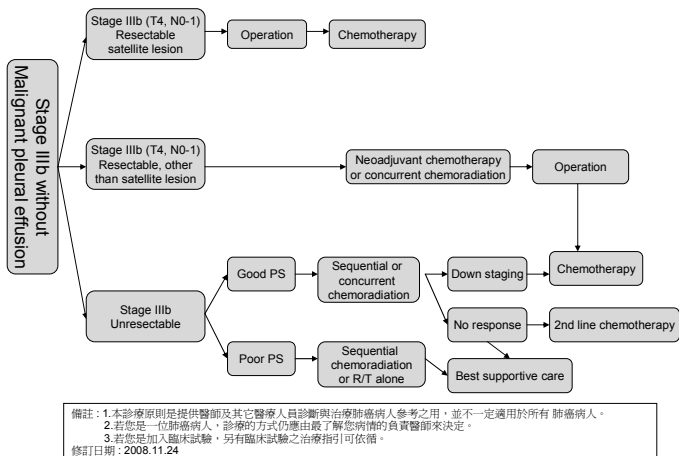 Stage IIIb without
Malignant pleural effusion
Stage IIIb (T4, N0-1)
Resectable
satellite lesion
Operation
Chemotherapy
Stage IIIb (T4, N0-1)
Resectable, other
than satellite lesion
Neoadjuvant chemotherapy
or concurrent chemoradiation
Operation
Stage IIIb
Unresectable
Good PS
Sequential or
concurrent
chemoradiation
Down staging
Chemotherapy
No response
2nd line chemotherapy
Poor PS
Sequential
chemoradiation
or R/T alone
Best supportive care
備註 : 1.本診療原則是提供醫師及其它醫療人員診斷與治療肺癌病人參考之用，並不一定適用於所有 肺癌病人。
2.若您是一位肺癌病人，診療的方式仍應由最了解您病情的負責醫師來決定。
3.若您是加入臨床試驗，另有臨床試驗之治療指引可依循。
修訂日期 : 2008.11.24